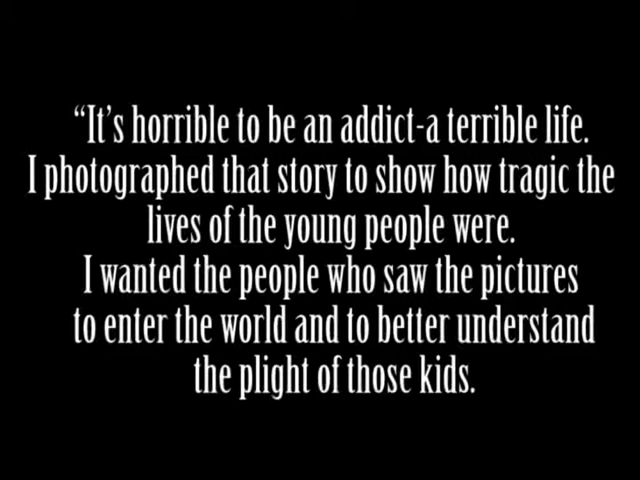 “It’s horrible to be an addict-a terrible life.
I photographed that story to show how tragic the
lives of the young people were.
I wanted the people who saw the pictures
to enter the world and to better understand
the plight of those kids.